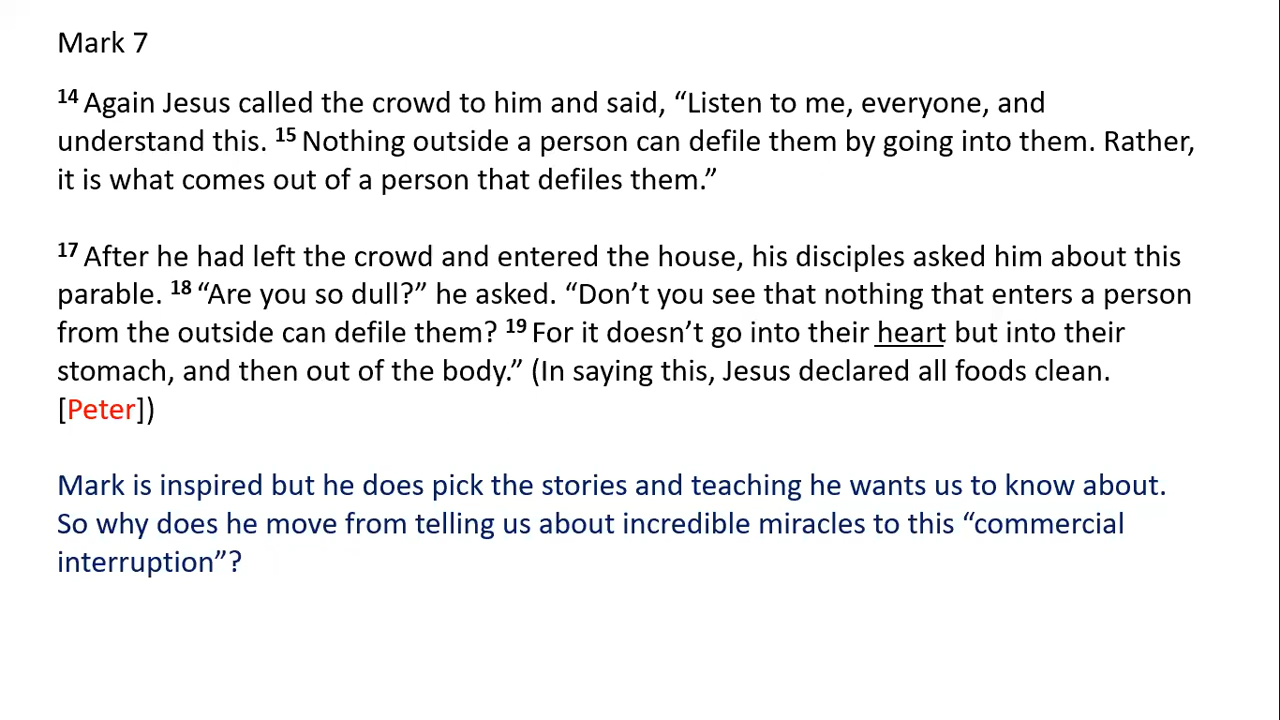 Mark 7
14 Again Jesus called the crowd to him and said, “Listen to me, everyone, and
understand this. 15 Nothing outside a person can defile them by going into them. Rather,
it is what comes out of a person that defiles them.”
17 After he had left the crowd and entered the house, his disciples asked him about this
parable. 18 “Are you so dull?” he asked. “Don’t you see that nothing that enters a person
from the outside can defile them? 19 For it doesn’t go into their heart but into their
stomach, and then out of the body.” (In saying this, Jesus declared all foods clean.
[Peter])
Mark is inspired but he does pick the stories and teaching he wants us to know about.
So why does he move from telling us about incredible miracles to this “commercial
interruption”?